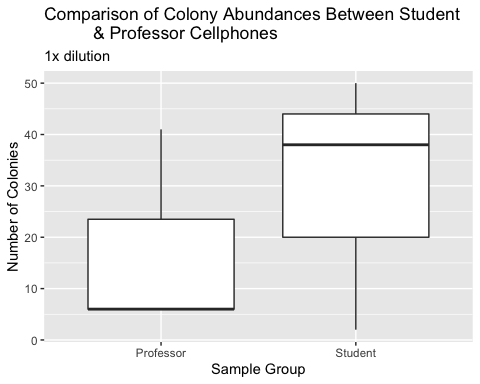 Comparison of Colony Abundances Between Student
& Professor Cellphones
1x dilution
50
40
30
20
10
0
Number of Colonies
Professor
Student
Sample Group